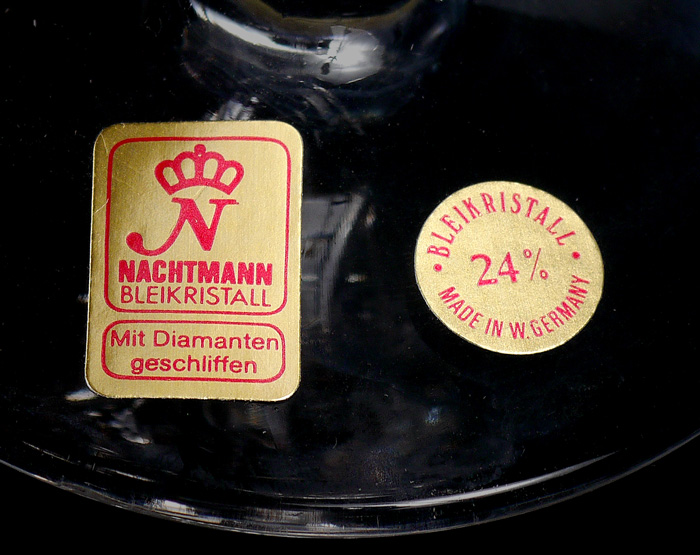 N
NACHTMANN
BLEIKRISTALL
Mit Diamanten
geschliffen
• BLEIKRISTALL •
24%
MADE IN W. GERMANY